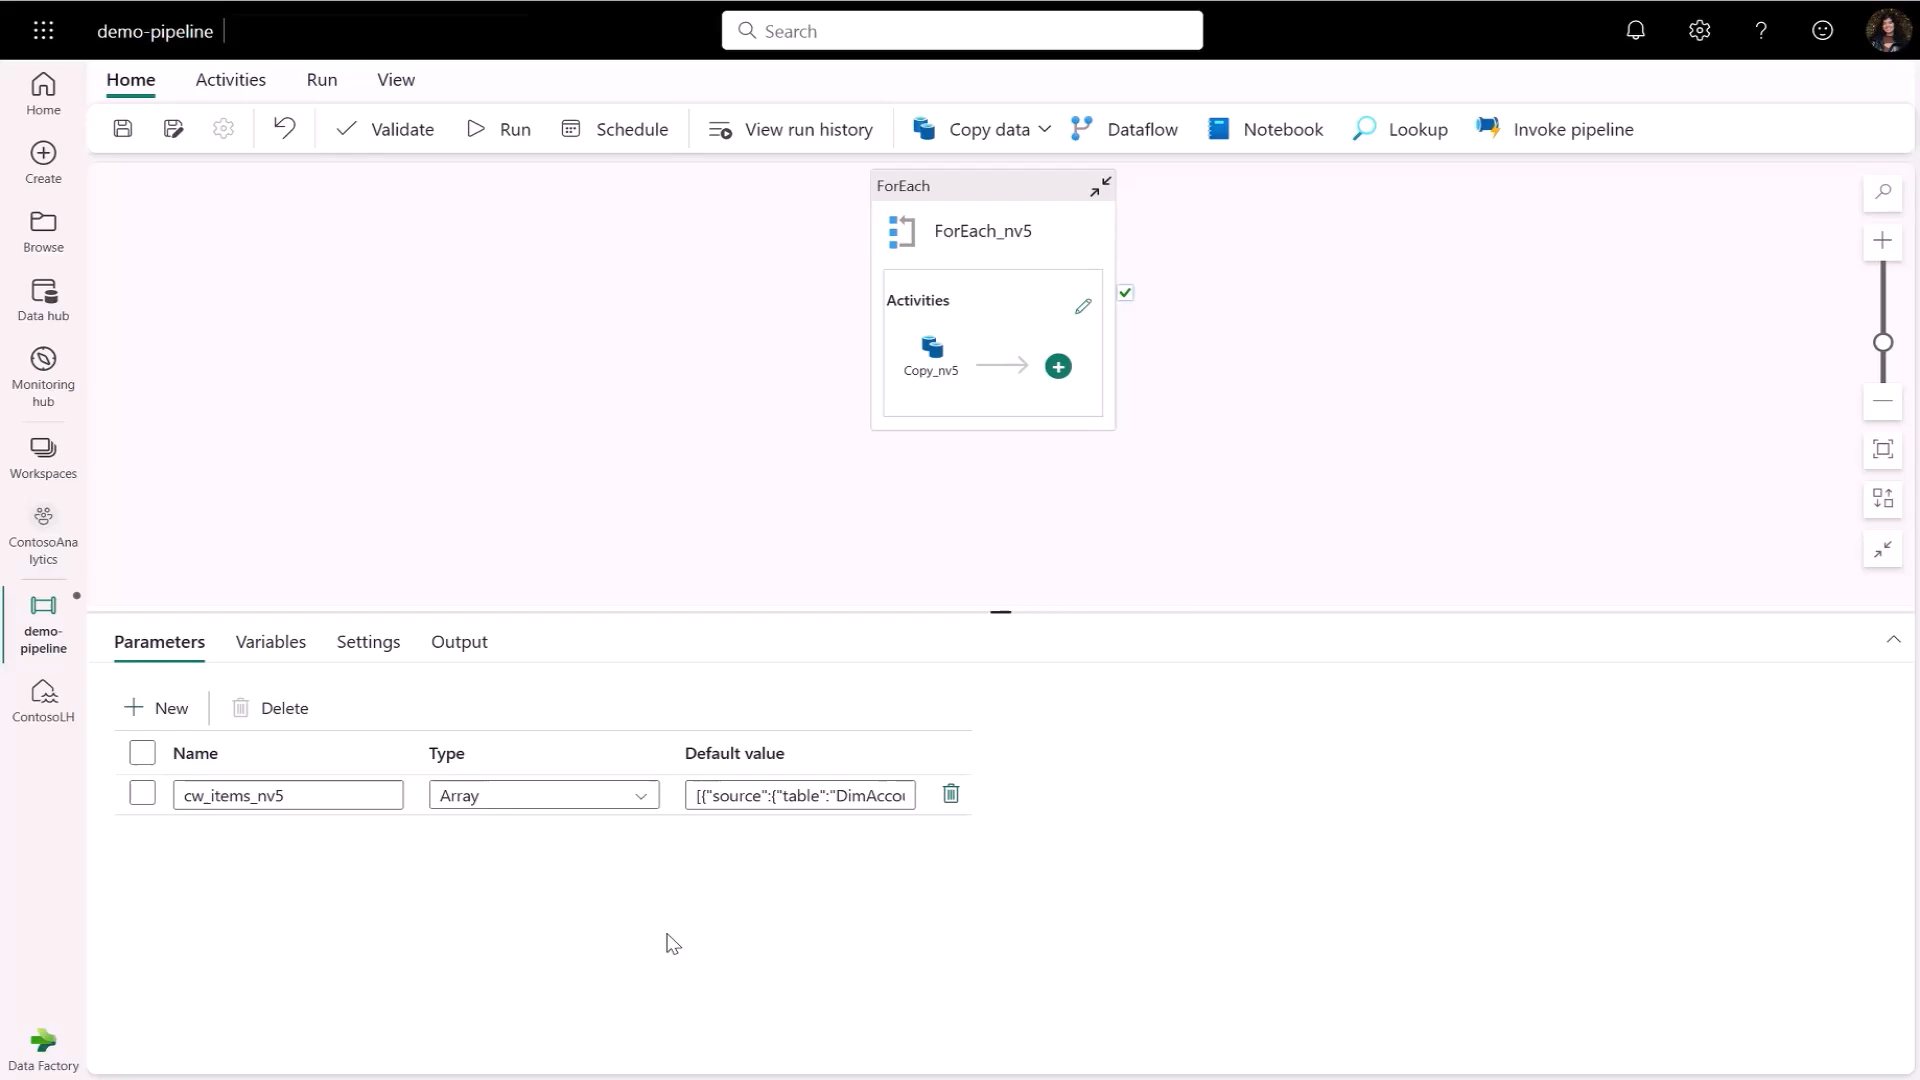 demo-pipeline
Search
Home
Activities
Run
View
Validate
Run
Schedule
View run history
Copy data
Dataflow
Notebook
Lookup
Invoke pipeline
Home
Create
Browse
Data hub
Monitoring
hub
Workspaces
ContosoAna
lytics
demo-
pipeline
ContosoLH
Data Factory
ForEach
ForEach_nv5
Activities
Copy_nv5
Parameters
Variables
Settings
Output
New
Delete
Name
Type
Default value
cw_items_nv5
Array
[{"source":{"table":"DimAccou